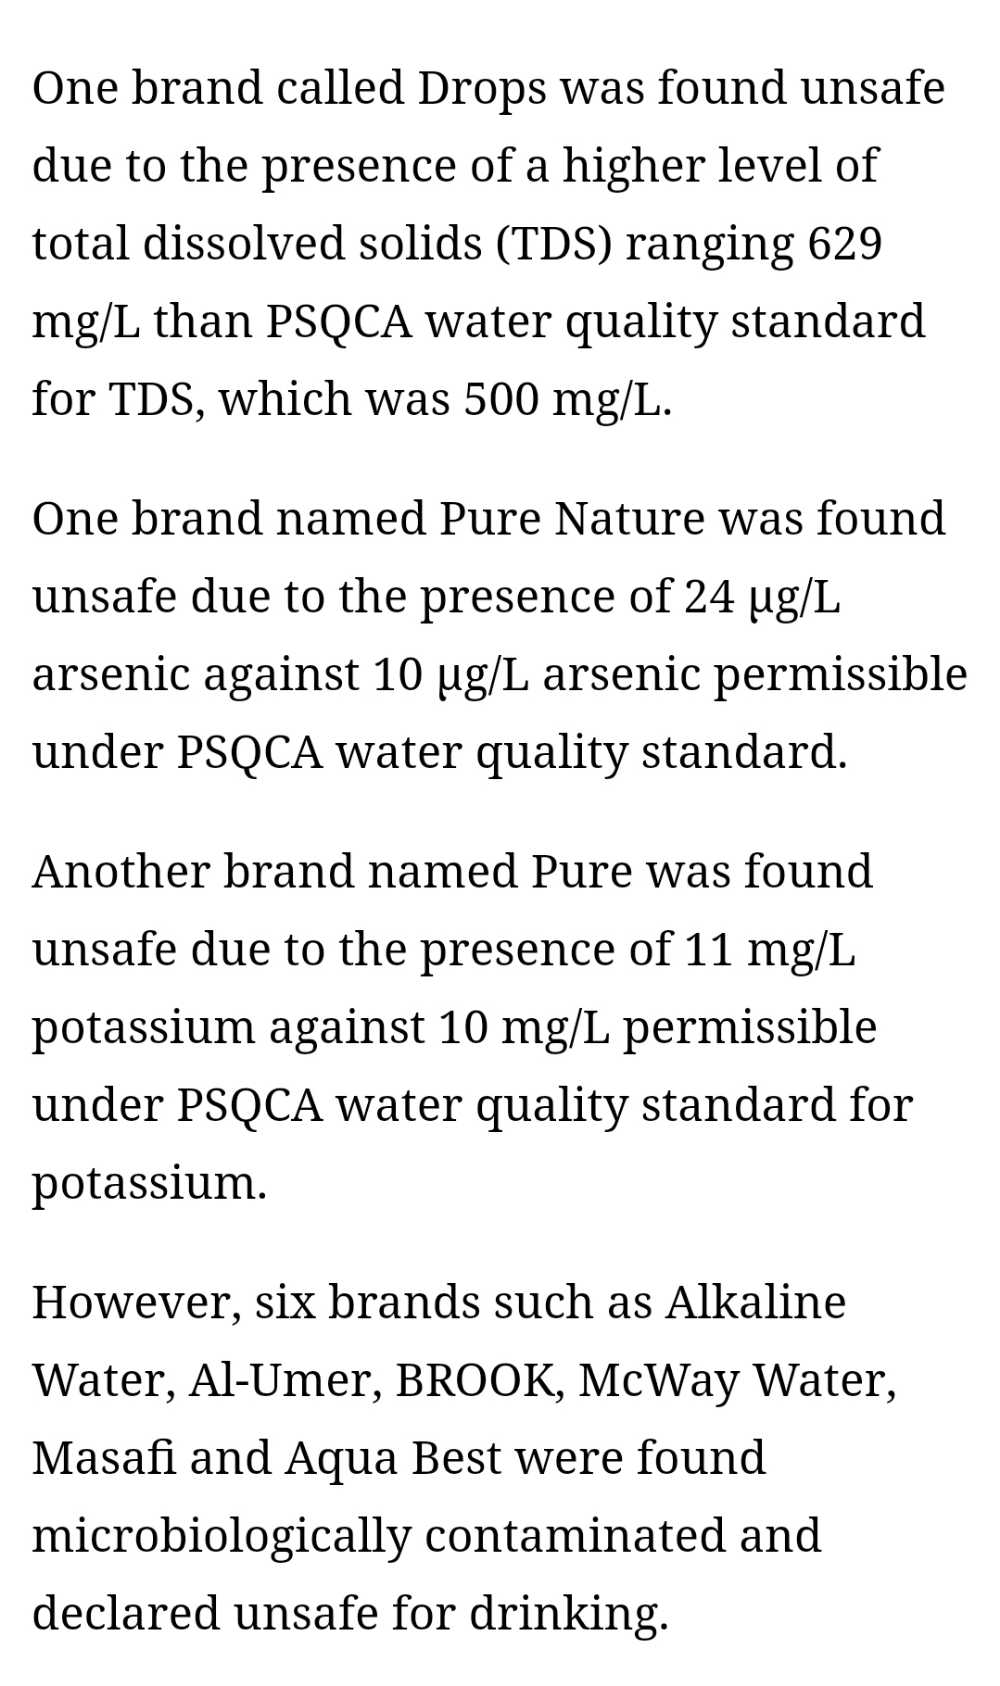 One brand called Drops was found unsafe
due to the presence of a higher level of
total dissolved solids (TDS) ranging 629
mg/L than PSQCA water quality standard
for TDS, which was 500 mg/L.
One brand named Pure Nature was found
unsafe due to the presence of 24 μg/L
arsenic against 10 μg/L arsenic permissible
under PSQCA water quality standard.
Another brand named Pure was found
unsafe due to the presence of 11 mg/L
potassium against 10 mg/L permissible
under PSQCA water quality standard for
potassium.
However, six brands such as Alkaline
Water, Al-Umer, BROOK, McWay Water,
Masafi and Aqua Best were found
microbiologically contaminated and
declared unsafe for drinking.